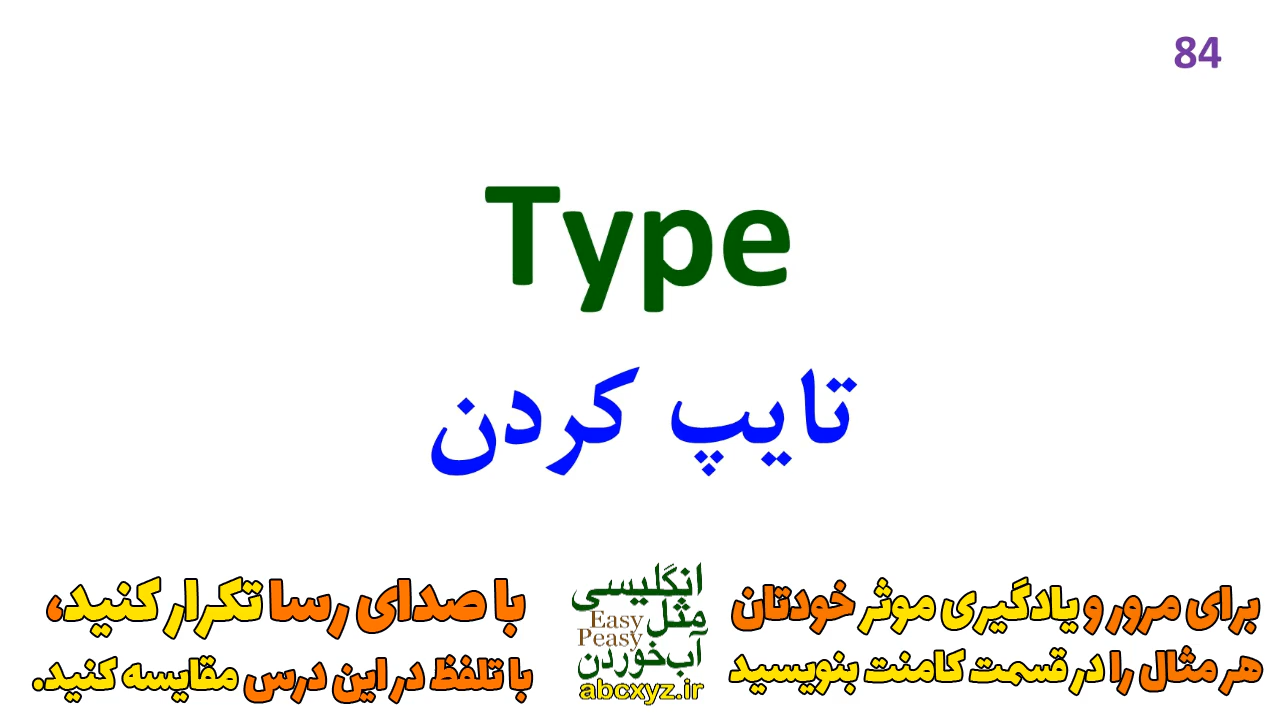 84
Type
تایپ کردن
برای مرور و یادگیری موثر خودتان
هر مثال را در قسمت کامنت بنویسید
انگلیسی
مثل
Easy
Peasy
آب‌خوردن
abcxyz.ir
با صدای رسا تکرار کنید،
با تلفظ در این درس مقایسه کنید.